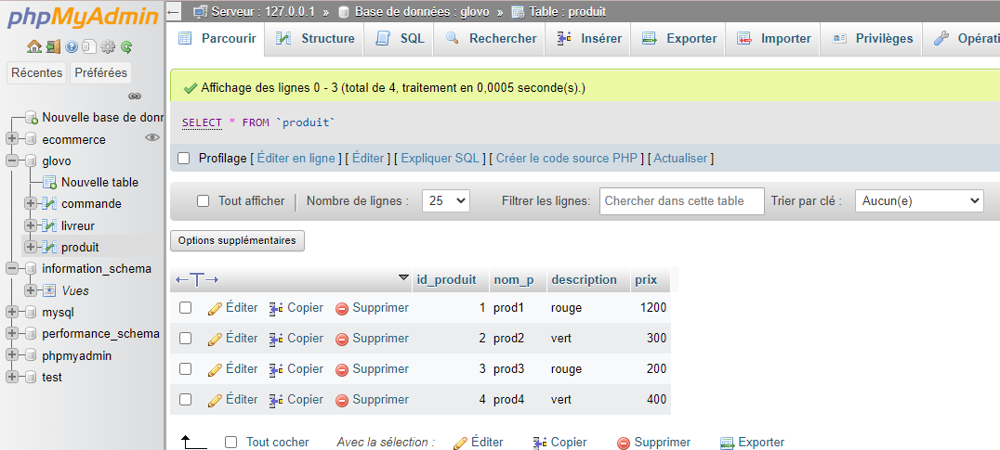 phpMyAdmin
Récentes Préférées
Nouvelle base de donr
ecommerce
glovo
Nouvelle table
commande
livreur
produit
information_schema
Vues
mysql
performance_schema
phpmyadmin
test
Serveur : 127.0.0.1 » Base de données : glovo » Table : produit
Parcourir Structure SQL Rechercher Insérer Exporter Importer Privilèges Opérati
Affichage des lignes 0 - 3 (total de 4, traitement en 0,0005 seconde(s).)
SELECT * FROM `produit`
Profilage [ Éditer en ligne ] [ Éditer ] [ Expliquer SQL ] [ Créer le code source PHP ] [ Actualiser ]
Tout afficher Nombre de lignes : 25 Filtrer les lignes: Chercher dans cette table Trier par clé : Aucun(e)
Options supplémentaires
←T→ id_produit nom_p description prix
Éditer Copier Supprimer 1 prod1 rouge 1200
Éditer Copier Supprimer 2 prod2 vert 300
Éditer Copier Supprimer 3 prod3 rouge 200
Éditer Copier Supprimer 4 prod4 vert 400
Tout cocher Avec la sélection : Éditer Copier Supprimer Exporter